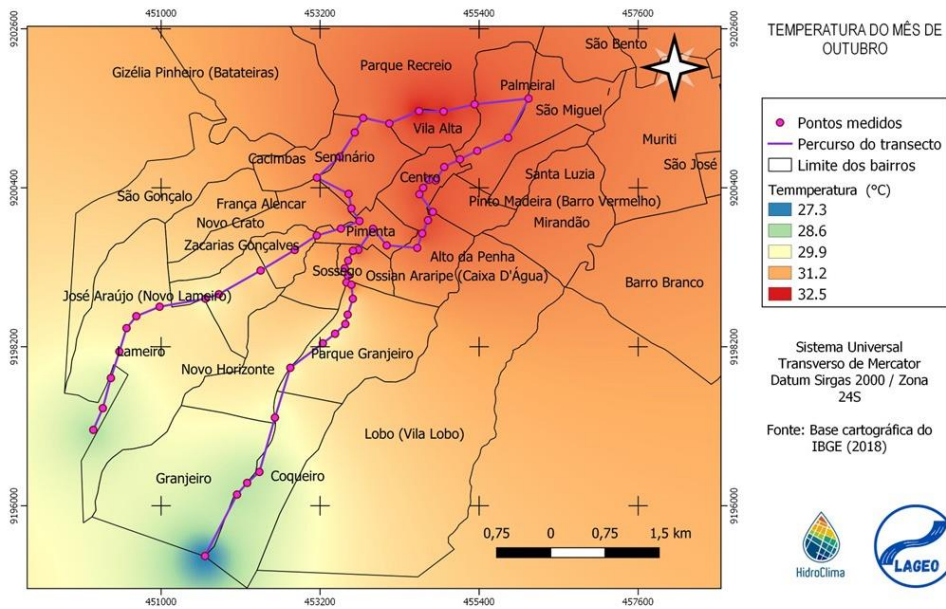 451000 453200 455400 457600
9202600
9200400
9198200
9196000
São Bento
Parque Recreio
Gizélia Pinheiro (Batateiras)
Palmeiral
São Miguel
Vila Alta
Muriti
Cacimbas
Seminário
São José
Centro
Santa Luzia
São Gonçalo
França Alencar
Pinto Madeira (Barro Vermelho)
Novo Crato
Mirandão
Pimenta
Zacarias Gonçalves
Alto da Penha
Sossego
Ossian Araripe (Caixa D'Água)
Barro Branco
José Araújo (Novo Lameiro)
Lameiro
Parque Granjeiro
Novo Horizonte
Lobo (Vila Lobo)
Granjeiro
Coqueiro
0,75 0 0,75 1,5 km
9202600
9200400
9198200
9196000
451000 453200 455400 457600
TEMPERATURA DO MÊS DE
OUTUBRO
Pontos medidos
Percurso do transecto
Limite dos bairros
Temmperatura (°C)
27.3
28.6
29.9
31.2
32.5
Sistema Universal
Transverso de Mercator
Datum Sirgas 2000 / Zona
24S
Fonte: Base cartográfica do
IBGE (2018)
HidroClima
LAGEO